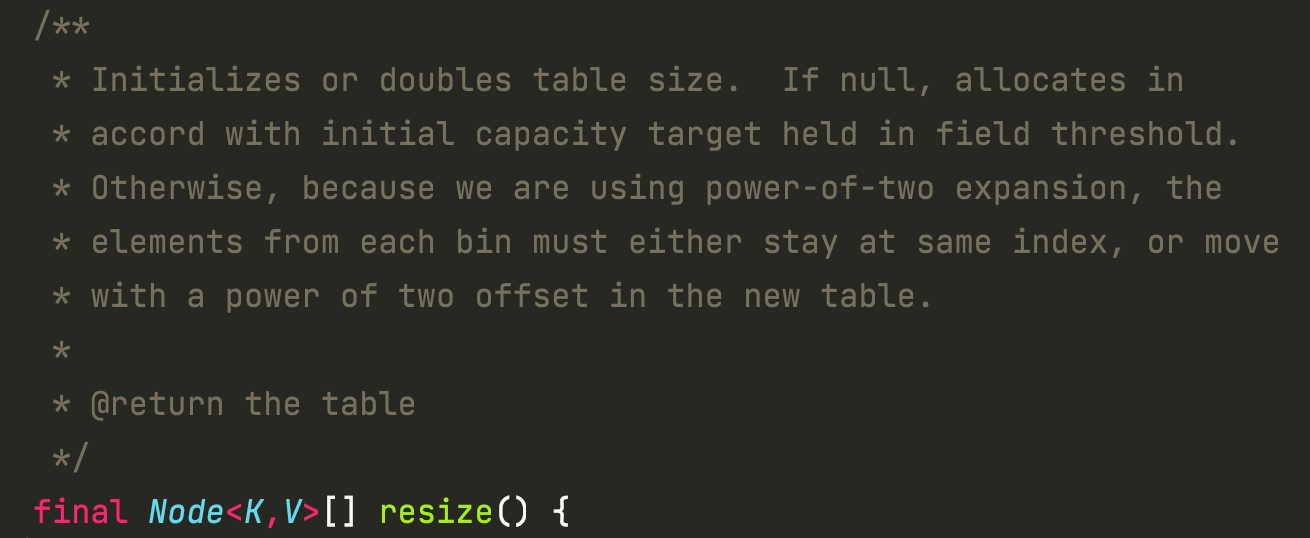 /**
 * Initializes or doubles table size.  If null, allocates in
 * accord with initial capacity target held in field threshold.
 * Otherwise, because we are using power-of-two expansion, the
 * elements from each bin must either stay at same index, or move
 * with a power of two offset in the new table.
 *
 * @return the table
 */
final Node<K,V>[] resize() {